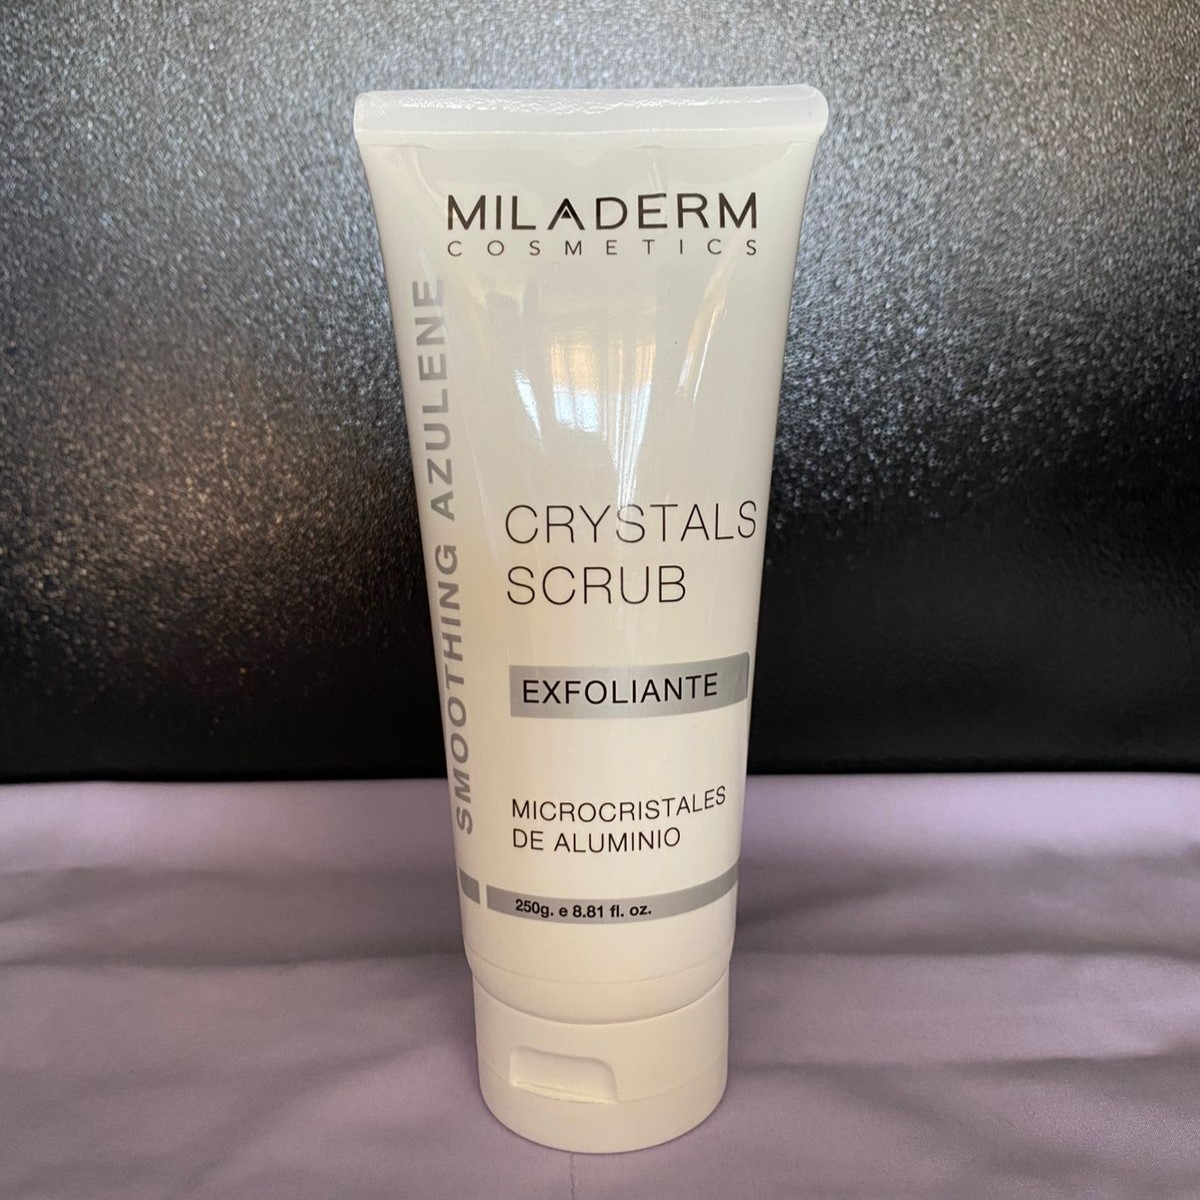 MILADERM
COSMETICS
SMOOTHING AZULENE
CRYSTALS
SCRUB
EXFOLIANTE
MICROCRISTALES
DE ALUMINIO
250g. e 8.81 fl. oz.